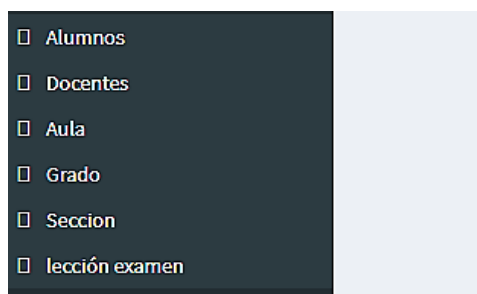 Alumnos
Docentes
Aula
Grado
Seccion
lección examen